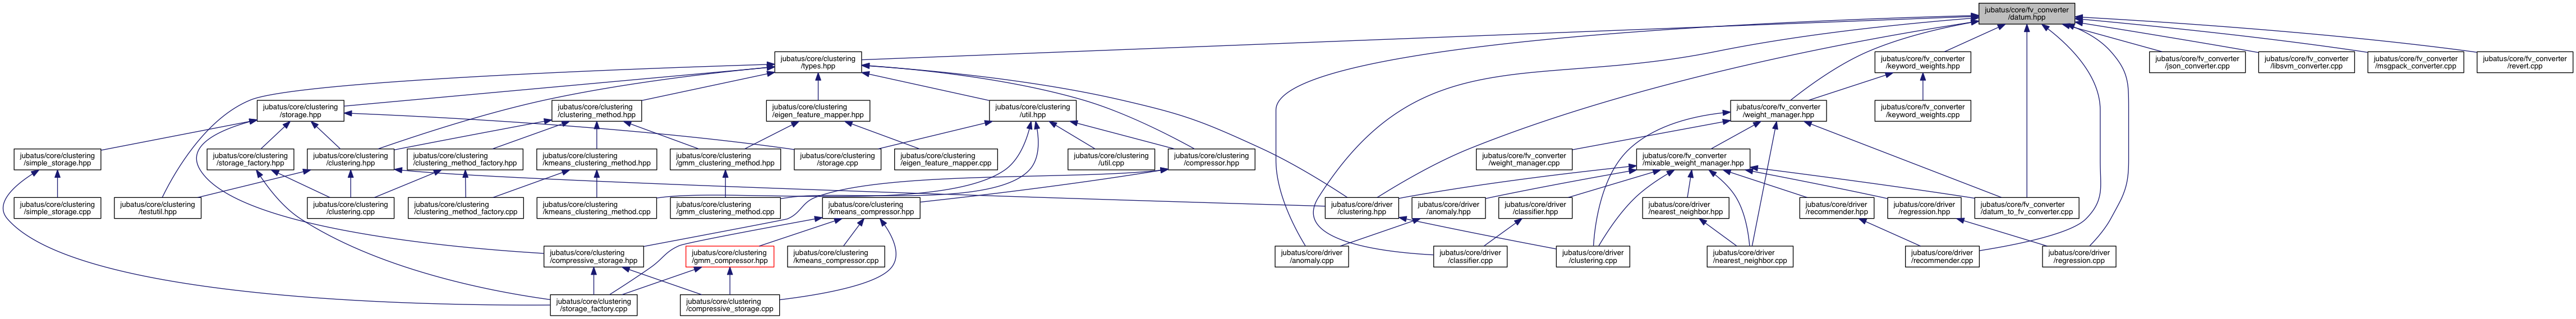 jubatus/core/fv_converter
/datum.hpp
jubatus/core/clustering
/types.hpp
jubatus/core/fv_converter
/keyword_weights.hpp
jubatus/core/fv_converter
/json_converter.cpp
jubatus/core/fv_converter
/libsvm_converter.cpp
jubatus/core/fv_converter
/msgpack_converter.cpp
jubatus/core/fv_converter
/revert.cpp
jubatus/core/clustering
/storage.hpp
jubatus/core/clustering
/clustering_method.hpp
jubatus/core/clustering
/eigen_feature_mapper.hpp
jubatus/core/clustering
/util.hpp
jubatus/core/fv_converter
/weight_manager.hpp
jubatus/core/fv_converter
/keyword_weights.cpp
jubatus/core/clustering
/simple_storage.hpp
jubatus/core/clustering
/storage_factory.hpp
jubatus/core/clustering
/clustering.hpp
jubatus/core/clustering
/clustering_method_factory.hpp
jubatus/core/clustering
/kmeans_clustering_method.hpp
jubatus/core/clustering
/gmm_clustering_method.hpp
jubatus/core/clustering
/storage.cpp
jubatus/core/clustering
/eigen_feature_mapper.cpp
jubatus/core/clustering
/util.cpp
jubatus/core/clustering
/compressor.hpp
jubatus/core/fv_converter
/weight_manager.cpp
jubatus/core/fv_converter
/mixable_weight_manager.hpp
jubatus/core/clustering
/simple_storage.cpp
jubatus/core/clustering
/testutil.hpp
jubatus/core/clustering
/clustering.cpp
jubatus/core/clustering
/clustering_method_factory.cpp
jubatus/core/clustering
/kmeans_clustering_method.cpp
jubatus/core/clustering
/gmm_clustering_method.cpp
jubatus/core/clustering
/kmeans_compressor.hpp
jubatus/core/driver
/clustering.hpp
jubatus/core/driver
/anomaly.hpp
jubatus/core/driver
/classifier.hpp
jubatus/core/driver
/nearest_neighbor.hpp
jubatus/core/driver
/recommender.hpp
jubatus/core/driver
/regression.hpp
jubatus/core/fv_converter
/datum_to_fv_converter.cpp
jubatus/core/clustering
/compressive_storage.hpp
jubatus/core/clustering
/gmm_compressor.hpp
jubatus/core/clustering
/kmeans_compressor.cpp
jubatus/core/driver
/anomaly.cpp
jubatus/core/driver
/classifier.cpp
jubatus/core/driver
/clustering.cpp
jubatus/core/driver
/nearest_neighbor.cpp
jubatus/core/driver
/recommender.cpp
jubatus/core/driver
/regression.cpp
jubatus/core/clustering
/storage_factory.cpp
jubatus/core/clustering
/compressive_storage.cpp